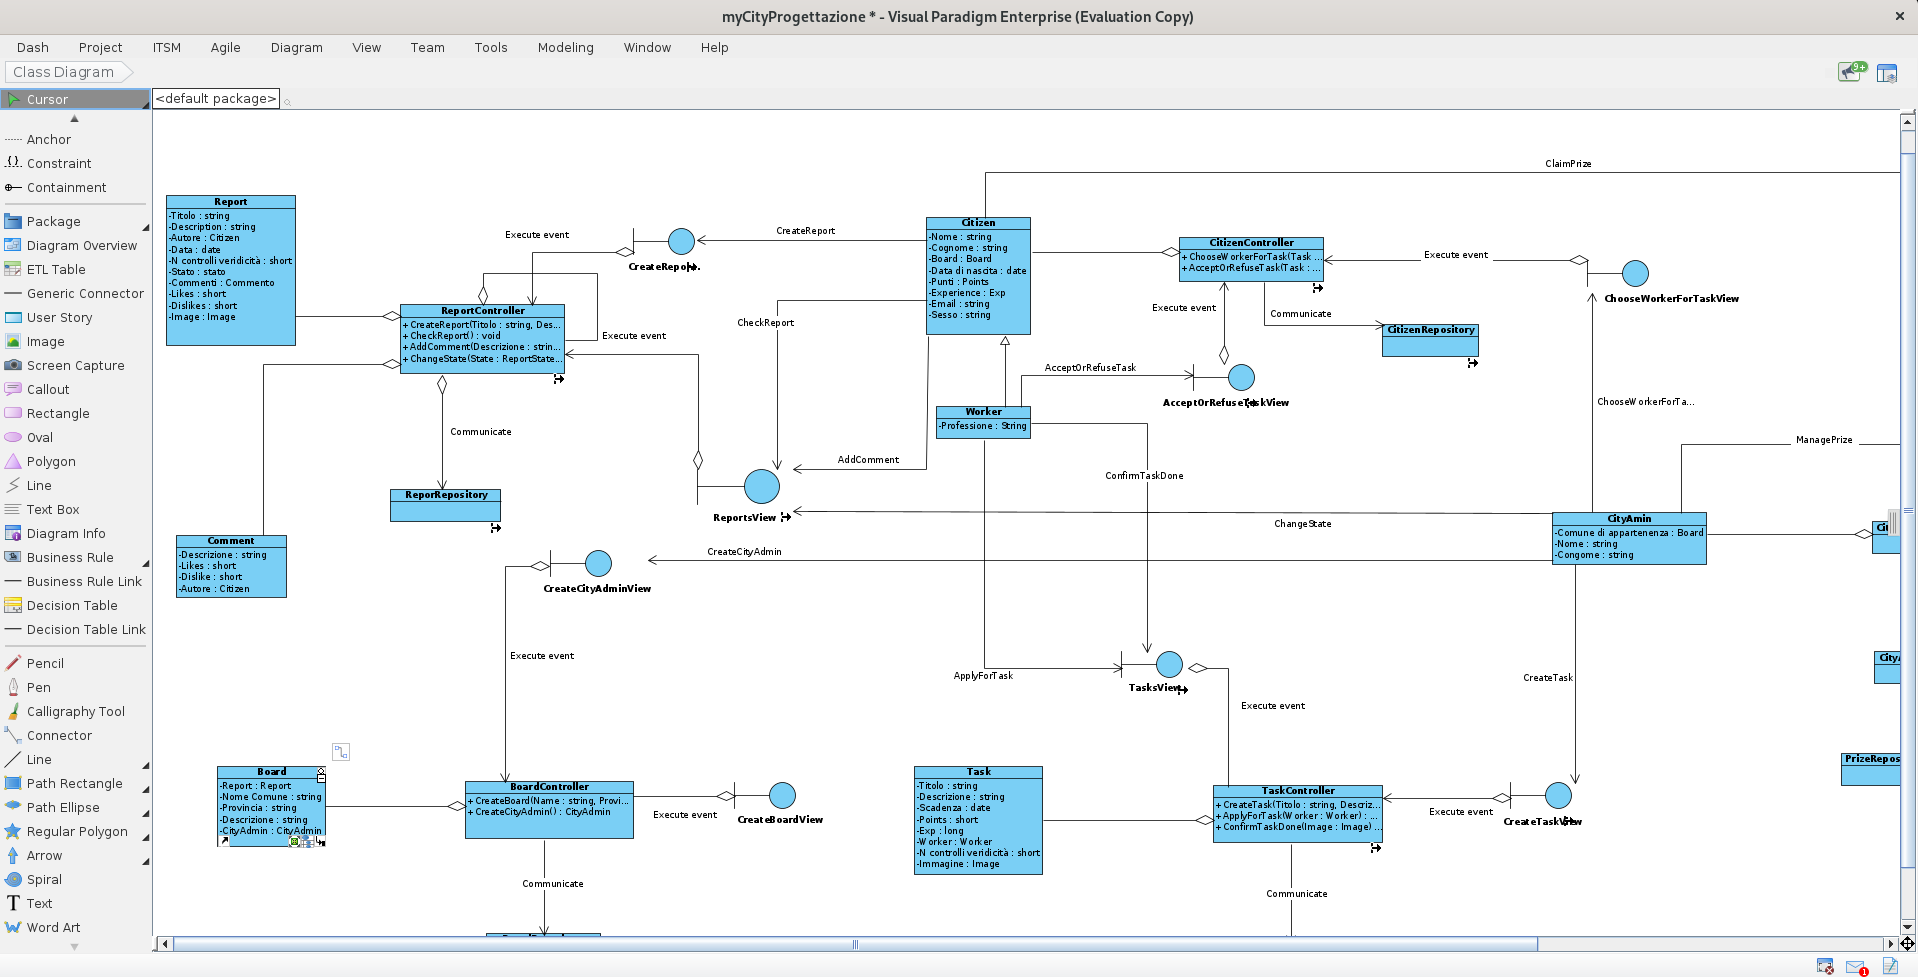 myCityProgettazione * - Visual Paradigm Enterprise (Evaluation Copy)
Dash Project ITSM Agile Diagram View Team Tools Modeling Window Help
Class Diagram
9+
Cursor
<default package>
Anchor
Constraint
Containment
Package
Diagram Overview
ETL Table
Generic Connector
User Story
Image
Screen Capture
Callout
Rectangle
Oval
Polygon
Line
Text Box
Diagram Info
Business Rule
Business Rule Link
Decision Table
Decision Table Link
Pencil
Pen
Calligraphy Tool
Connector
Line
Path Rectangle
Path Ellipse
Regular Polygon
Arrow
Spiral
Text
Word Art
ClaimPrize
Report
-Titolo : string
-Description : string
-Autore : Citizen
-Data : date
-N controlli veridicità : short
-Stato : stato
-Commenti : Commento
-Likes : short
-Dislikes : short
-Image : Image
Execute event
CreateReport
Citizen
-Nome : string
-Cognome : string
-Board : Board
-Data di nascita : date
-Punti : Points
-Experience : Exp
-Email : string
-Sesso : string
CitizenController
+ChooseWorkerForTask(Task ...
+AcceptOrRefuseTask(Task : ...
Execute event
ChooseWorkerForTaskView
ReportController
+CreateReport(Titolo : string, Des...
+CheckReport() : void
+AddComment(Descrizione : strin...
+ChangeState(State : ReportState...
Execute event
CheckReport
Execute event
Communicate
CitizenRepository
AcceptOrRefuseTask
Worker
-Professione : String
ChooseWorkerForTa...
Communicate
ManagePrize
AddComment
ConfirmTaskDone
ReporRepository
ReportsView
ChangeState
CityAmin
-Comune di appartenenza : Board
-Nome : string
-Congome : string
Comment
-Descrizione : string
-Likes : short
-Dislike : short
-Autore : Citizen
CreateCityAdmin
CreateCityAdminView
Execute event
ApplyForTask
TasksView
CreateTask
Execute event
Board
-Report : Report
-Nome Comune : string
-Provincia : string
-Descrizione : string
-CityAdmin : CityAdmin
BoardController
+CreateBoard(Name : string, Provi...
+CreateCityAdmin() : CityAdmin
Execute event
CreateBoardView
Task
-Titolo : string
-Descrizione : string
-Scadenza : date
-Points : short
-Exp : long
-Worker : Worker
-N controlli veridicità : short
-Immagine : Image
TaskController
+CreateTask(Titolo : string, Descriz...
+ApplyForTask(Worker : Worker) : ...
+ConfirmTaskDone(Image : Image) ...
Execute event
PrizeRepos
Communicate
Communicate
1